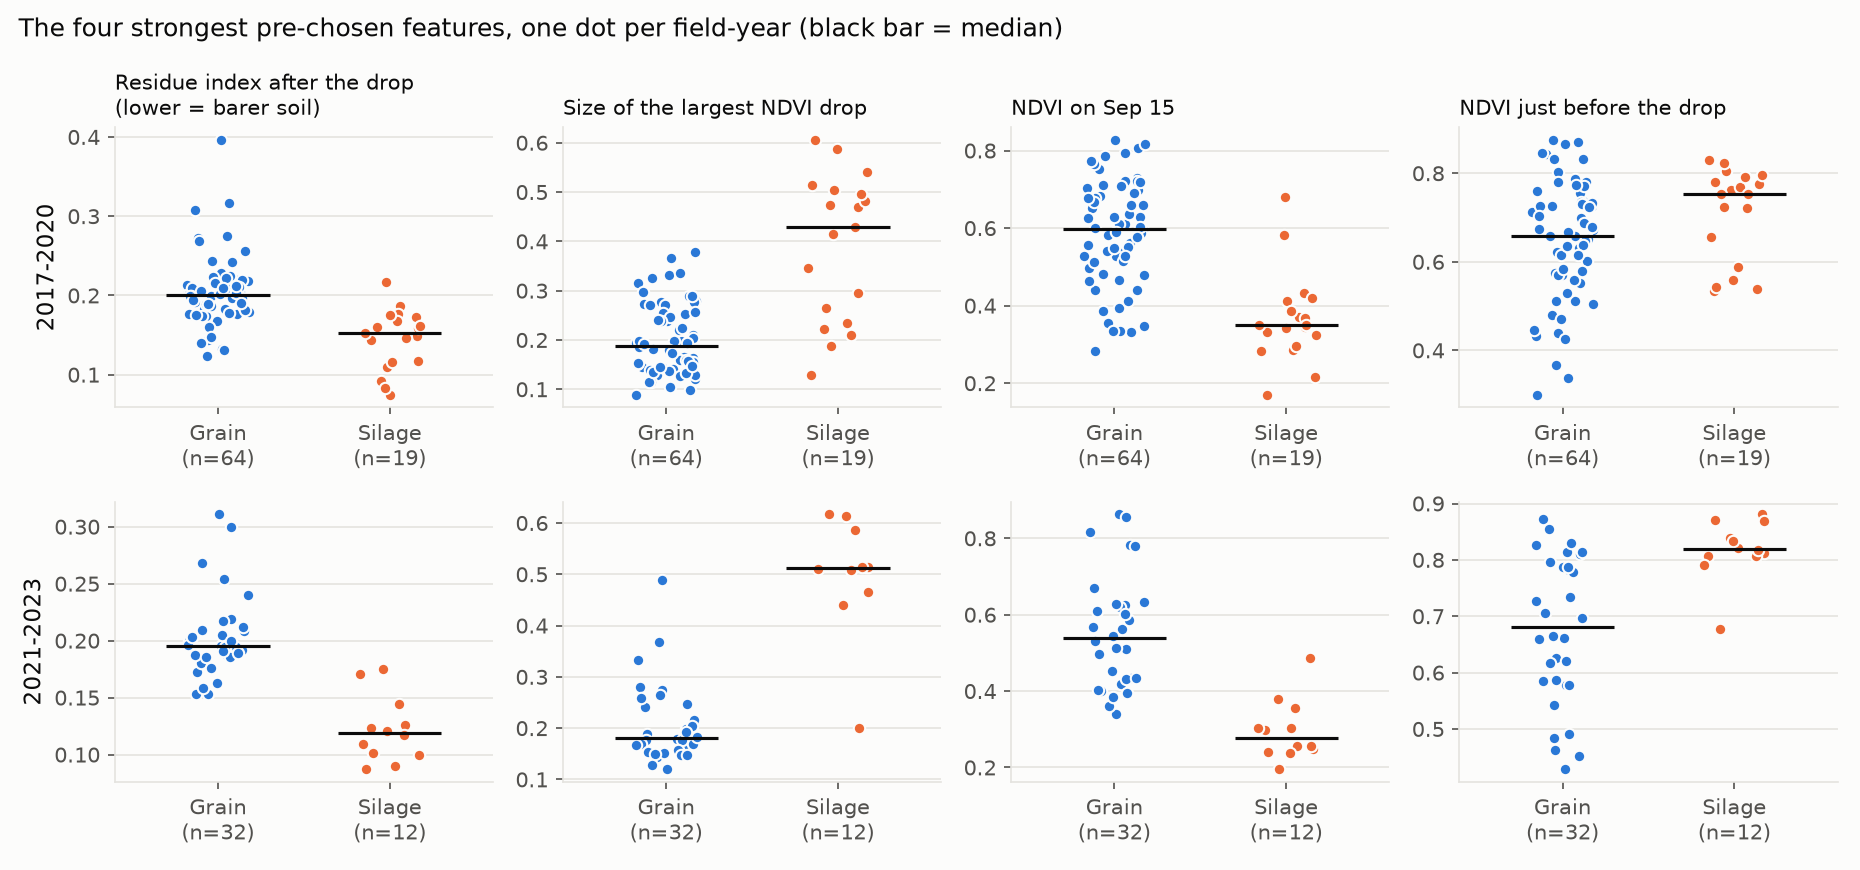 The four strongest pre-chosen features, one dot per field-year (black bar = median)
Residue index after the drop
(lower = barer soil)
Size of the largest NDVI drop
NDVI on Sep 15
NDVI just before the drop
2017-2020
0.4
0.3
0.2
0.1
Grain
(n=64)
Silage
(n=19)
0.6
0.5
0.4
0.3
0.2
0.1
Grain
(n=64)
Silage
(n=19)
0.8
0.6
0.4
0.2
Grain
(n=64)
Silage
(n=19)
0.8
0.6
0.4
Grain
(n=64)
Silage
(n=19)
2021-2023
0.30
0.25
0.20
0.15
0.10
Grain
(n=32)
Silage
(n=12)
0.6
0.5
0.4
0.3
0.2
0.1
Grain
(n=32)
Silage
(n=12)
0.8
0.6
0.4
0.2
Grain
(n=32)
Silage
(n=12)
0.9
0.8
0.7
0.6
0.5
Grain
(n=32)
Silage
(n=12)